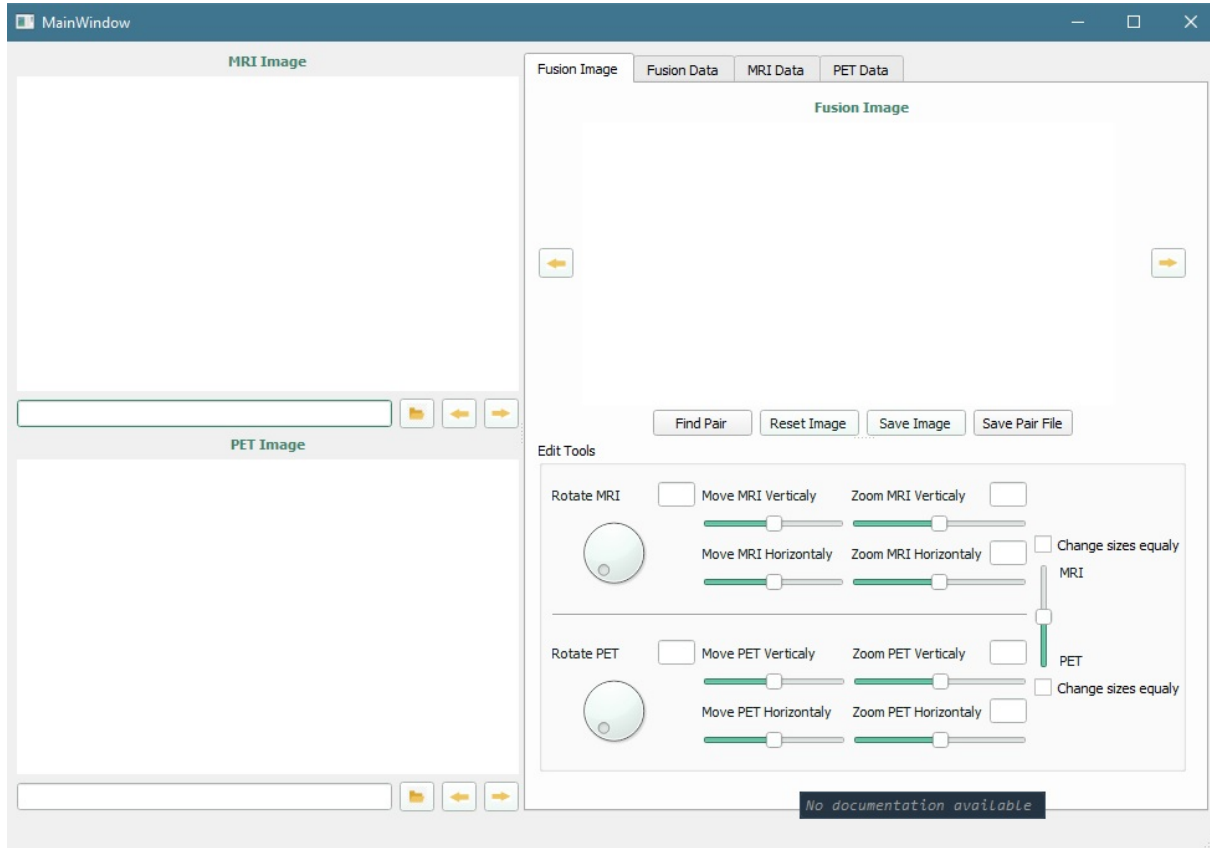 MainWindow
MRI Image
PET Image
Fusion Image
Fusion Data
MRI Data
PET Data
Fusion Image
Find Pair
Reset Image
Save Image
Save Pair File
Edit Tools
Rotate MRI
Move MRI Verticaly
Zoom MRI Verticaly
Move MRI Horizontaly
Zoom MRI Horizontaly
Change sizes equaly
MRI
Rotate PET
Move PET Verticaly
Zoom PET Verticaly
PET
Change sizes equaly
Move PET Horizontaly
Zoom PET Horizontaly
No documentation available